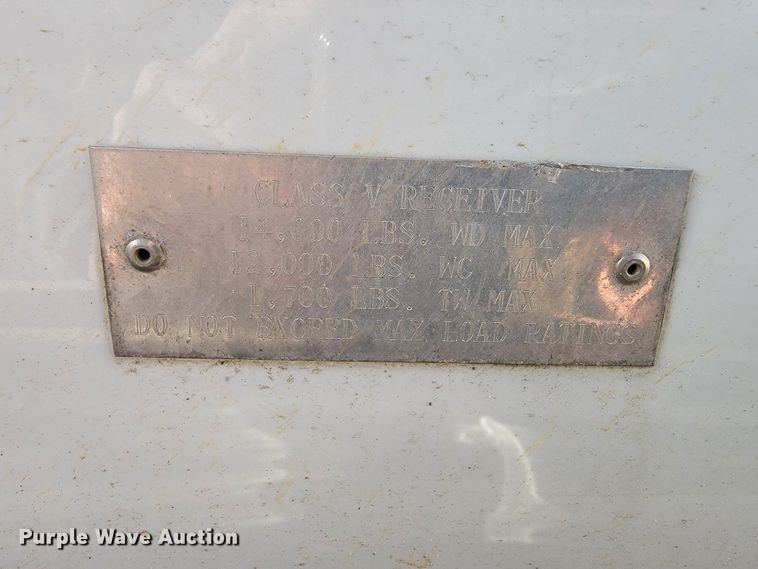 CLASS V RECEIVER
14,000 LBS. WD MAX
12,000 LBS. WC MAX
1,700 LBS. TW MAX
DO NOT EXCEED MAX LOAD RATINGS
Purple Wave Auction